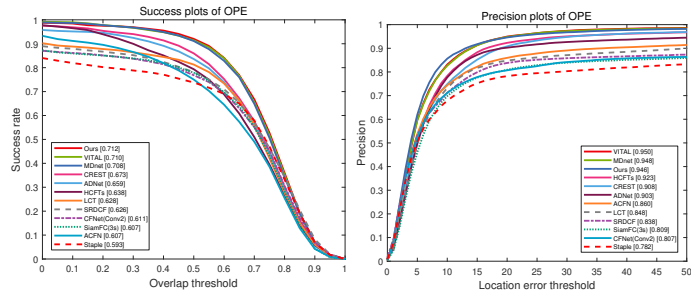 Success plots of OPE
Success rate
1
0.9
0.8
0.7
0.6
0.5
0.4
0.3
0.2
0.1
0
Ours [0.712]
VITAL [0.710]
MDnet [0.708]
CREST [0.673]
ADNet [0.659]
HCFTs [0.638]
LCT [0.628]
SRDCF [0.626]
CFNet(Conv2) [0.611]
SiamFC(3s) [0.607]
ACFN [0.607]
Staple [0.593]
0 0.1 0.2 0.3 0.4 0.5 0.6 0.7 0.8 0.9 1
Overlap threshold
Precision plots of OPE
Precision
1
0.9
0.8
0.7
0.6
0.5
0.4
0.3
0.2
0.1
0
VITAL [0.950]
MDnet [0.948]
Ours [0.946]
HCFTs [0.923]
CREST [0.908]
ADNet [0.903]
ACFN [0.860]
LCT [0.848]
SRDCF [0.838]
SiamFC(3s) [0.809]
CFNet(Conv2) [0.807]
Staple [0.782]
0 5 10 15 20 25 30 35 40 45 50
Location error threshold